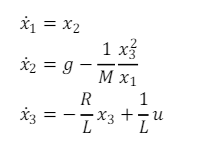 ẋ₁ = x₂
ẋ₂ = g − (1/M) (x₃²/x₁)
ẋ₃ = −(R/L) x₃ + (1/L) u